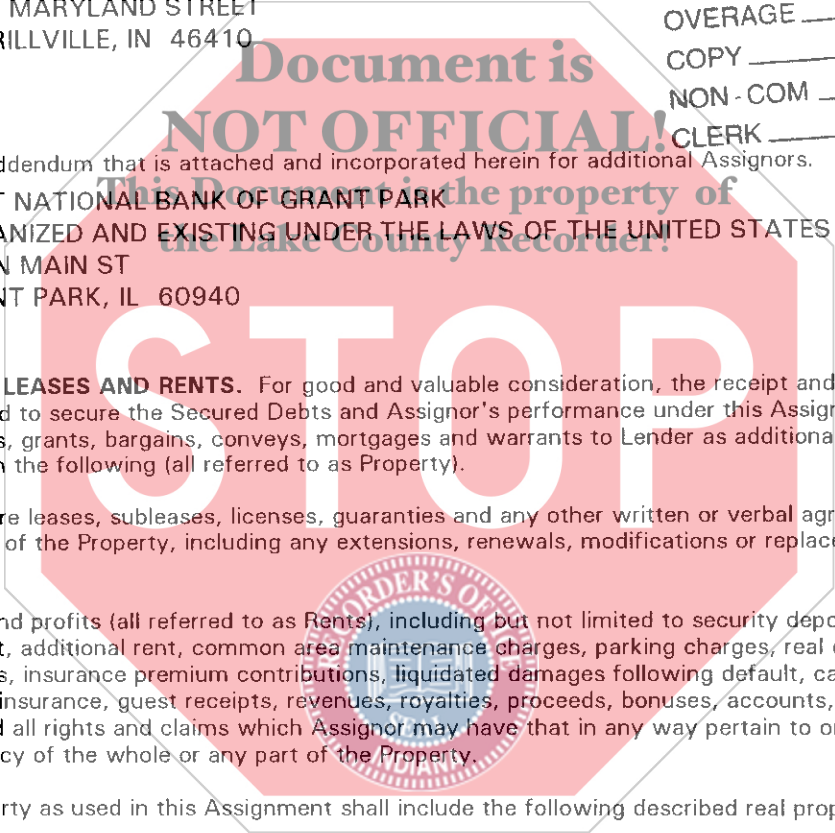 MARYLAND STREET
RILLVILLE, IN 46410
OVERAGE
COPY
NON-COM
CLERK
Document is
NOT OFFICIAL!
This Document is the property of
the Lake County Recorder!
ddendum that is attached and incorporated herein for additional Assignors.
T NATIONAL BANK OF GRANT PARK
ANIZED AND EXISTING UNDER THE LAWS OF THE UNITED STATES
N MAIN ST
NT PARK, IL 60940
STOP
LEASES AND RENTS. For good and valuable consideration, the receipt and
d to secure the Secured Debts and Assignor's performance under this Assign
s, grants, bargains, conveys, mortgages and warrants to Lender as additiona
n the following (all referred to as Property).
re leases, subleases, licenses, guaranties and any other written or verbal agr
of the Property, including any extensions, renewals, modifications or replace
nd profits (all referred to as Rents), including but not limited to security depo
t, additional rent, common area maintenance charges, parking charges, real e
s, insurance premium contributions, liquidated damages following default, ca
insurance, guest receipts, revenues, royalties, proceeds, bonuses, accounts,
d all rights and claims which Assignor may have that in any way pertain to or
cy of the whole or any part of the Property.
RECORDER'S OFFICE
SEAL
INDIANA
rty as used in this Assignment shall include the following described real prop